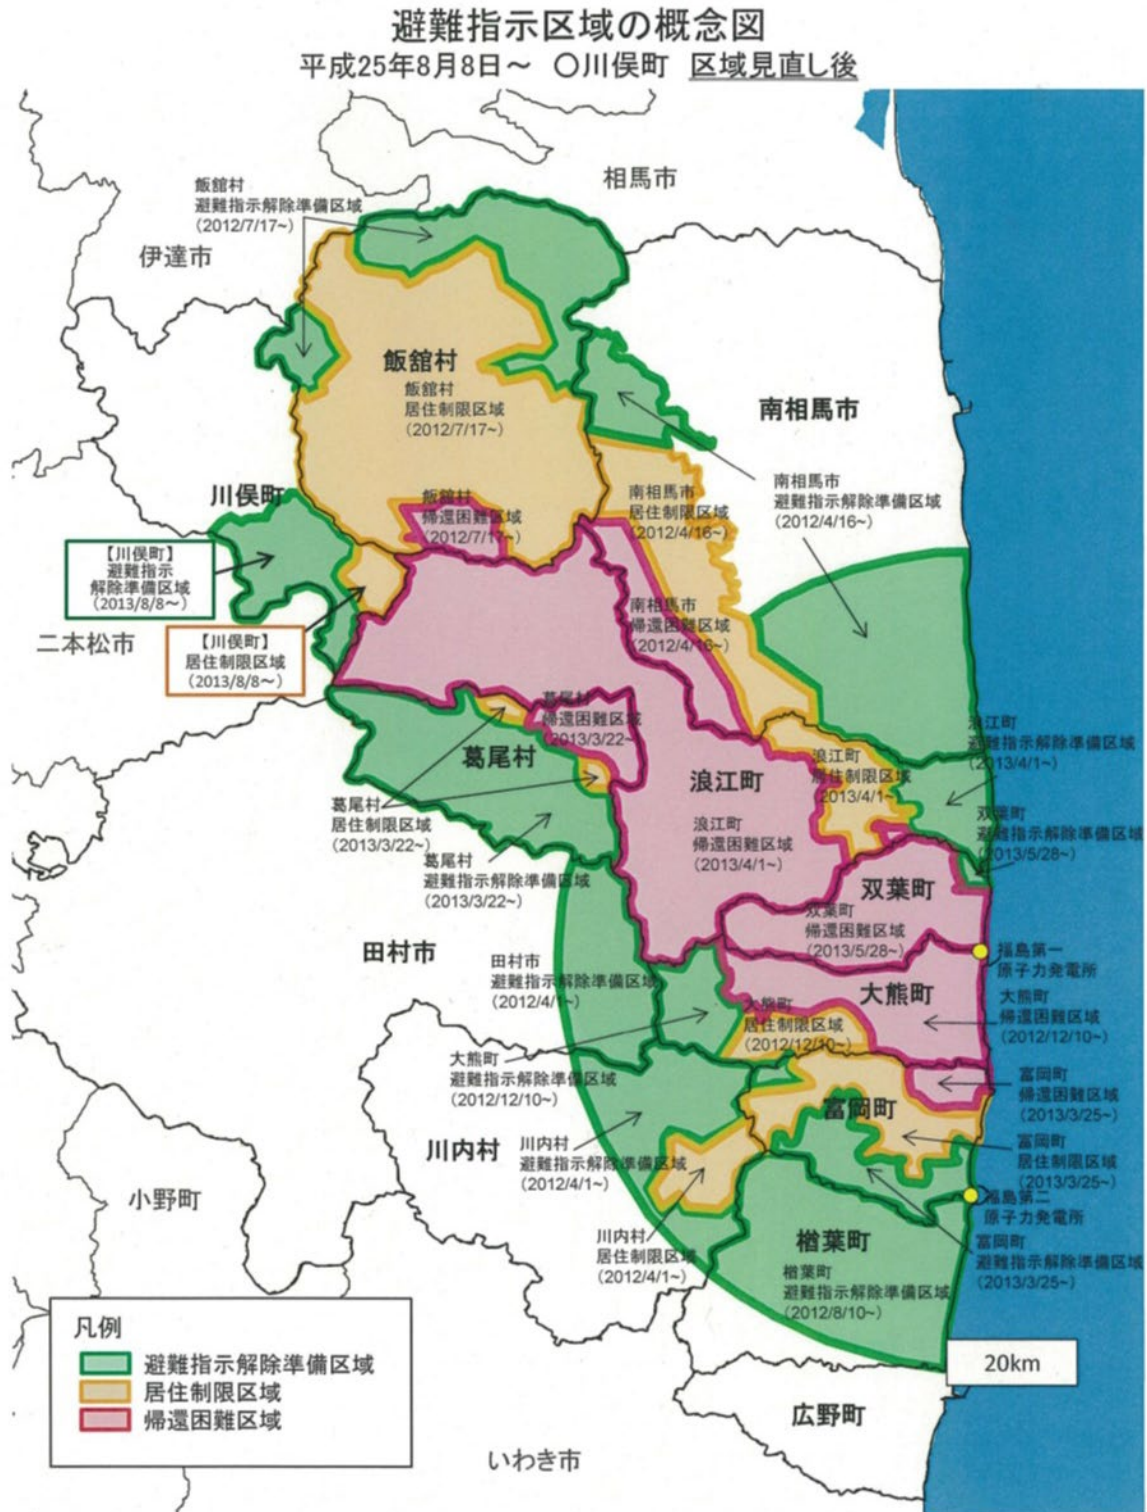 避難指示区域の概念図
平成25年8月8日～ 〇川俣町 区域見直し後
相馬市
飯舘村
避難指示解除準備区域
(2012/7/17~)
伊達市
飯舘村
飯舘村
居住制限区域
(2012/7/17~)
南相馬市
南相馬市
避難指示解除準備区域
(2012/4/16~)
川俣町
飯舘村
帰還困難区域
(2012/7/17~)
南相馬市
居住制限区域
(2012/4/16~)
【川俣町】
避難指示
解除準備区域
(2013/8/8～)
二本松市
【川俣町】
居住制限区域
(2013/8/8～)
南相馬市
帰還困難区域
(2012/4/16~)
葛尾村
帰還困難区域
(2013/3/22~
葛尾村
浪江町
避難指示解除準備区域
(2013/4/1~)
浪江町
居住制限区域
(2013/4/1~)
浪江町
浪江町
帰還困難区域
(2013/4/1~)
葛尾村
居住制限区域
(2013/3/22~)
双葉町
避難指示解除準備区域
(2013/5/28~)
葛尾村
避難指示解除準備区域
(2013/3/22~)
双葉町
双葉町
帰還困難区域
(2013/5/28~)
田村市
田村市
避難指示解除準備区域
(2012/4/1~)
福島第一
原子力発電所
大熊町
大熊町
帰還困難区域
(2012/12/10~)
大熊町
居住制限区域
(2012/12/10~)
大熊町
避難指示解除準備区域
(2012/12/10~)
富岡町
帰還困難区域
(2013/3/25~)
富岡町
川内村
川内村
避難指示解除準備区域
(2012/4/1~)
富岡町
居住制限区域
(2013/3/25~)
小野町
福島第二
原子力発電所
川内村
居住制限区域
(2012/4/1~)
楢葉町
楢葉町
避難指示解除準備区域
(2012/8/10~)
富岡町
避難指示解除準備区域
(2013/3/25~)
凡例
避難指示解除準備区域
居住制限区域
帰還困難区域
20km
広野町
いわき市